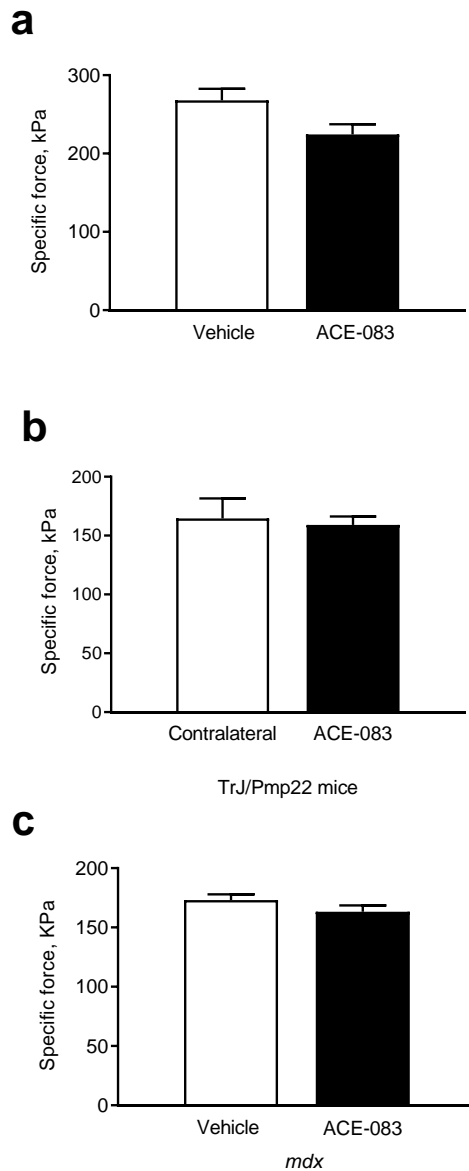 a
Specific force, kPa
300
200
100
0
Vehicle ACE-083
b
Specific force, kPa
200
150
100
50
0
Contralateral ACE-083
TrJ/Pmp22 mice
c
Specific force, KPa
200
150
100
50
0
Vehicle ACE-083
mdx